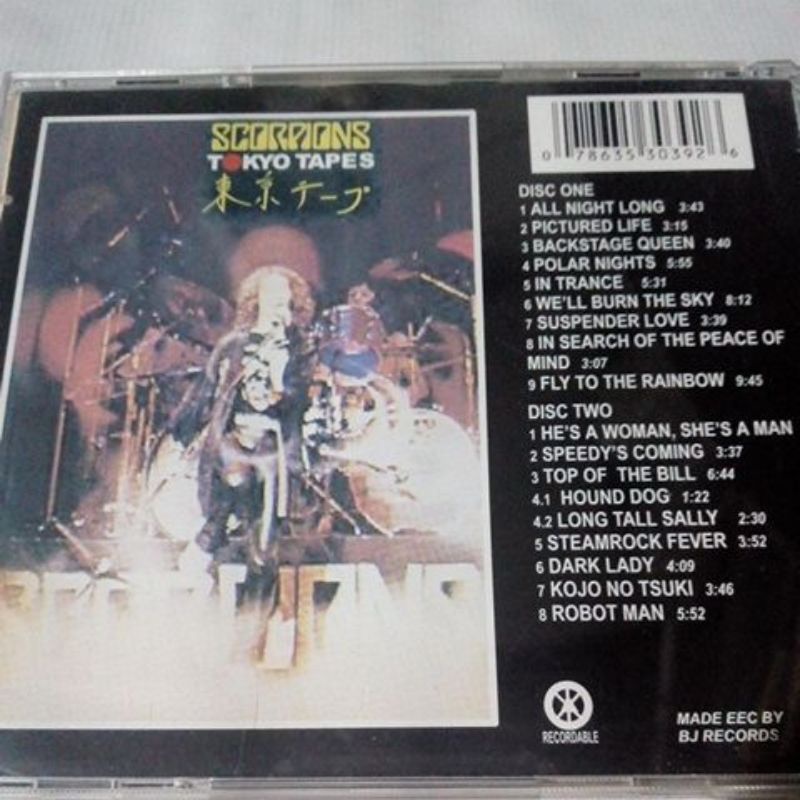 SCORPIONS
TOKYO TAPES
東京テープ
0 78635 30392 6
DISC ONE
1 ALL NIGHT LONG 3:43
2 PICTURED LIFE 3:15
3 BACKSTAGE QUEEN 3:40
4 POLAR NIGHTS 5:55
5 IN TRANCE 5:31
6 WE'LL BURN THE SKY 8:12
7 SUSPENDER LOVE 3:39
8 IN SEARCH OF THE PEACE OF
MIND 3:07
9 FLY TO THE RAINBOW 9:45
DISC TWO
1 HE'S A WOMAN, SHE'S A MAN
2 SPEEDY'S COMING 3:37
3 TOP OF THE BILL 6:44
4.1 HOUND DOG 1:22
4.2 LONG TALL SALLY 2:30
5 STEAMROCK FEVER 3:52
6 DARK LADY 4:09
7 KOJO NO TSUKI 3:46
8 ROBOT MAN 5:52
SCORPIONS
RECORDABLE
MADE EEC BY
BJ RECORDS